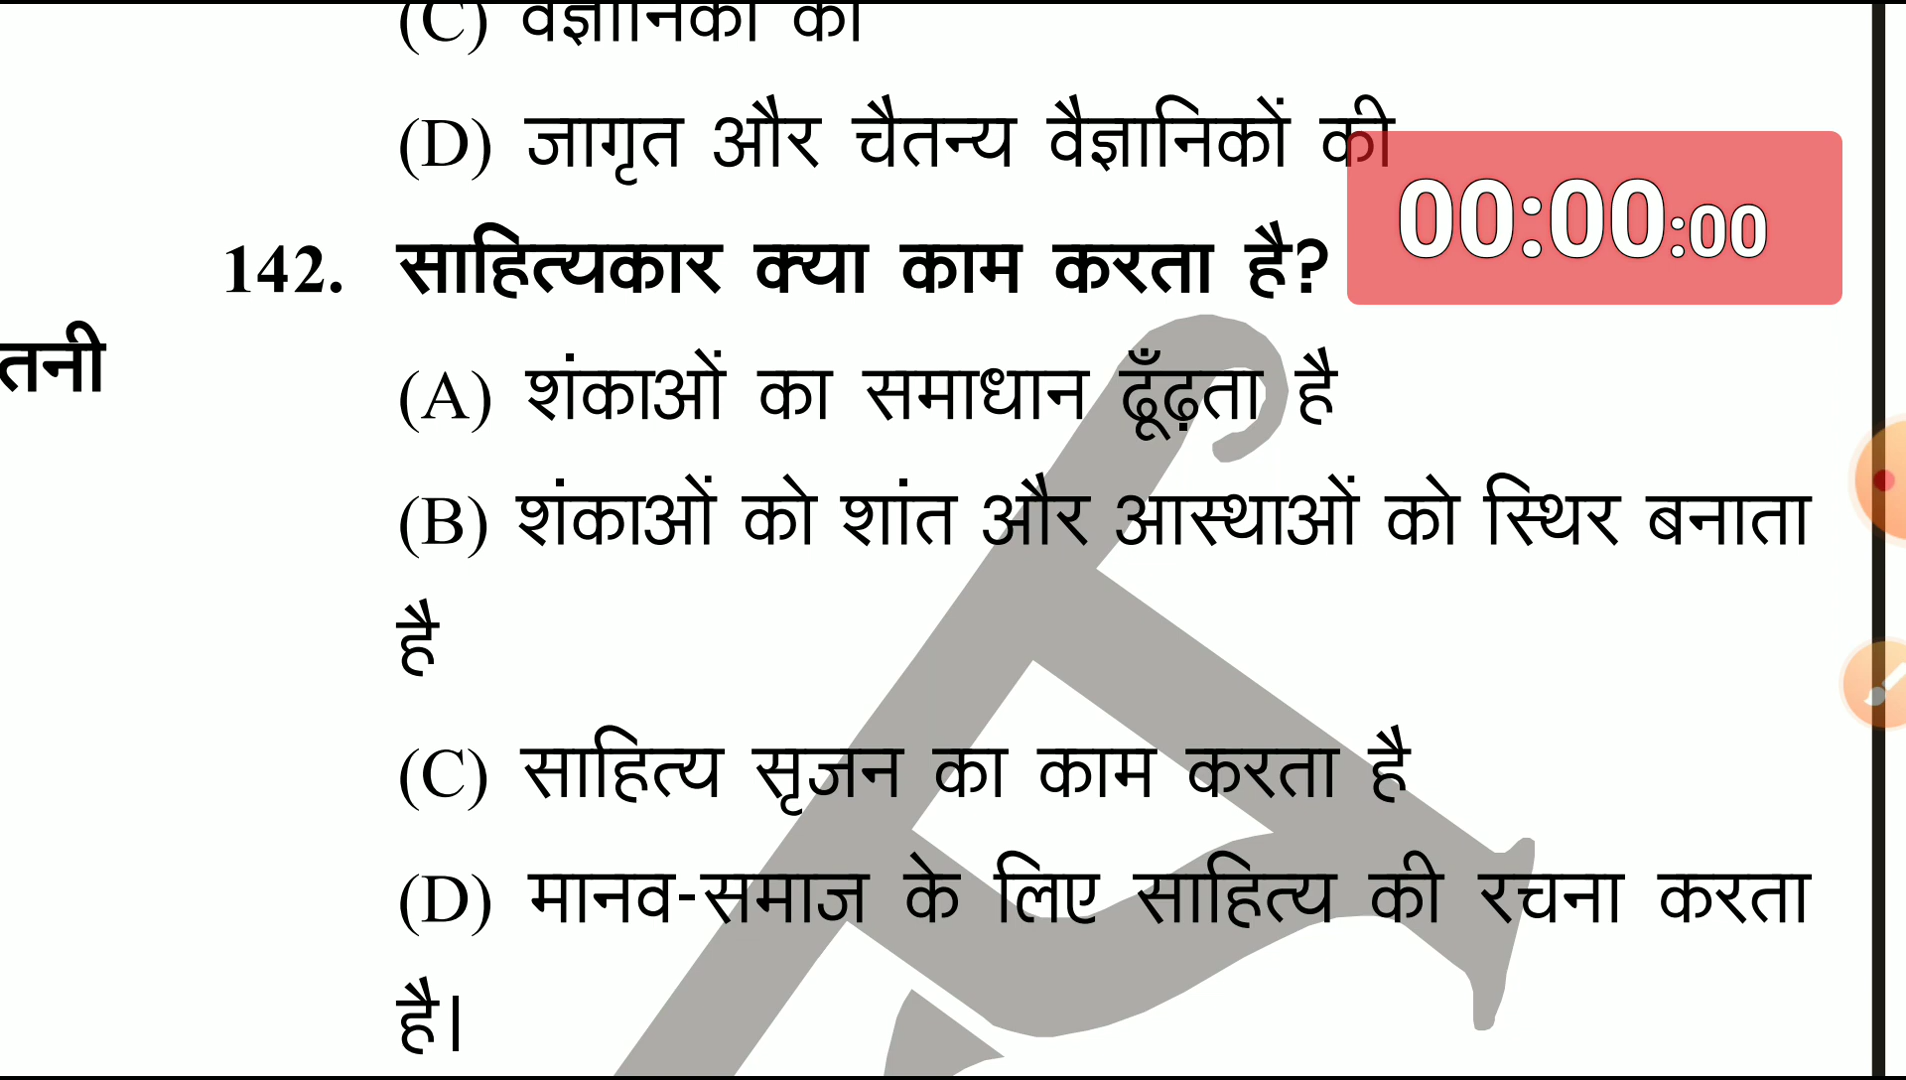 (C) वैज्ञानिकों की
(D) जागृत और चैतन्य वैज्ञानिकों की
00:00:00
142. साहित्यकार क्या काम करता है?
तनी
(A) शंकाओं का समाधान ढूँढ़ता है
(B) शंकाओं को शांत और आस्थाओं को स्थिर बनाता
है
(C) साहित्य सृजन का काम करता है
(D) मानव-समाज के लिए साहित्य की रचना करता
है।